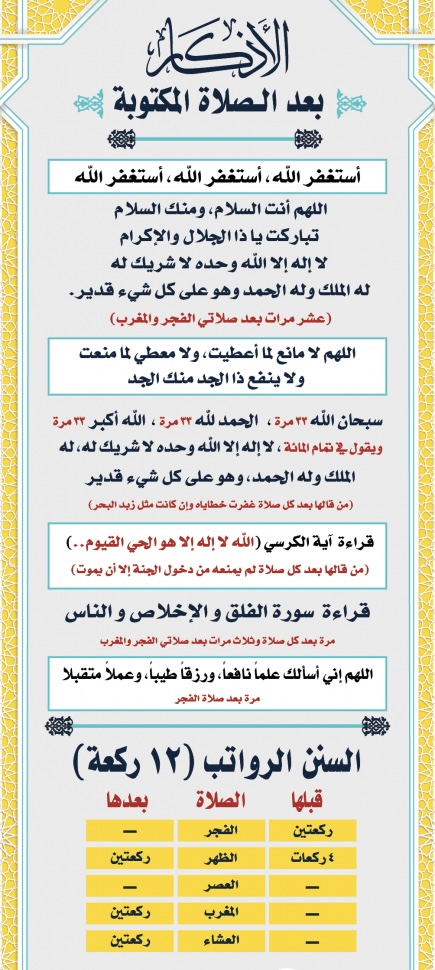 الأذكار
بعد الصلاة المكتوبة
أستغفر الله، أستغفر الله، أستغفر الله
اللهم أنت السلام، ومنك السلام
تباركت يا ذا الجلال والإكرام
لا إله إلا الله وحده لا شريك له
له الملك وله الحمد وهو على كل شيء قدير.
(عشر مرات بعد صلاتي الفجر والمغرب)
اللهم لا مانع لما أعطيت، ولا معطي لما منعت
ولا ينفع ذا الجد منك الجد
سبحان الله ٣٣ مرة ، الحمد لله ٣٣ مرة ، الله أكبر ٣٣ مرة
ويقول في تمام المائة ، لا إله إلا الله وحده لا شريك له، له
الملك وله الحمد، وهو على كل شيء قدير
(من قالها بعد كل صلاة غفرت خطاياه وإن كانت مثل زبد البحر)
قراءة آية الكرسي (الله لا إله إلا هو الحي القيوم..)
(من قالها بعد كل صلاة لم يمنعه من دخول الجنة إلا أن يموت)
قراءة سورة الفلق و الإخلاص و الناس
مرة بعد كل صلاة وثلاث مرات بعد صلاتي الفجر والمغرب
اللهم إني أسألك علماً نافعاً، ورزقاً طيباً، وعملاً متقبلا
مرة بعد صلاة الفجر
السنن الرواتب (١٢ ركعة)
قبلها الصلاة بعدها
ركعتين الفجر —
٤ ركعات الظهر ركعتين
— العصر —
— المغرب ركعتين
— العشاء ركعتين